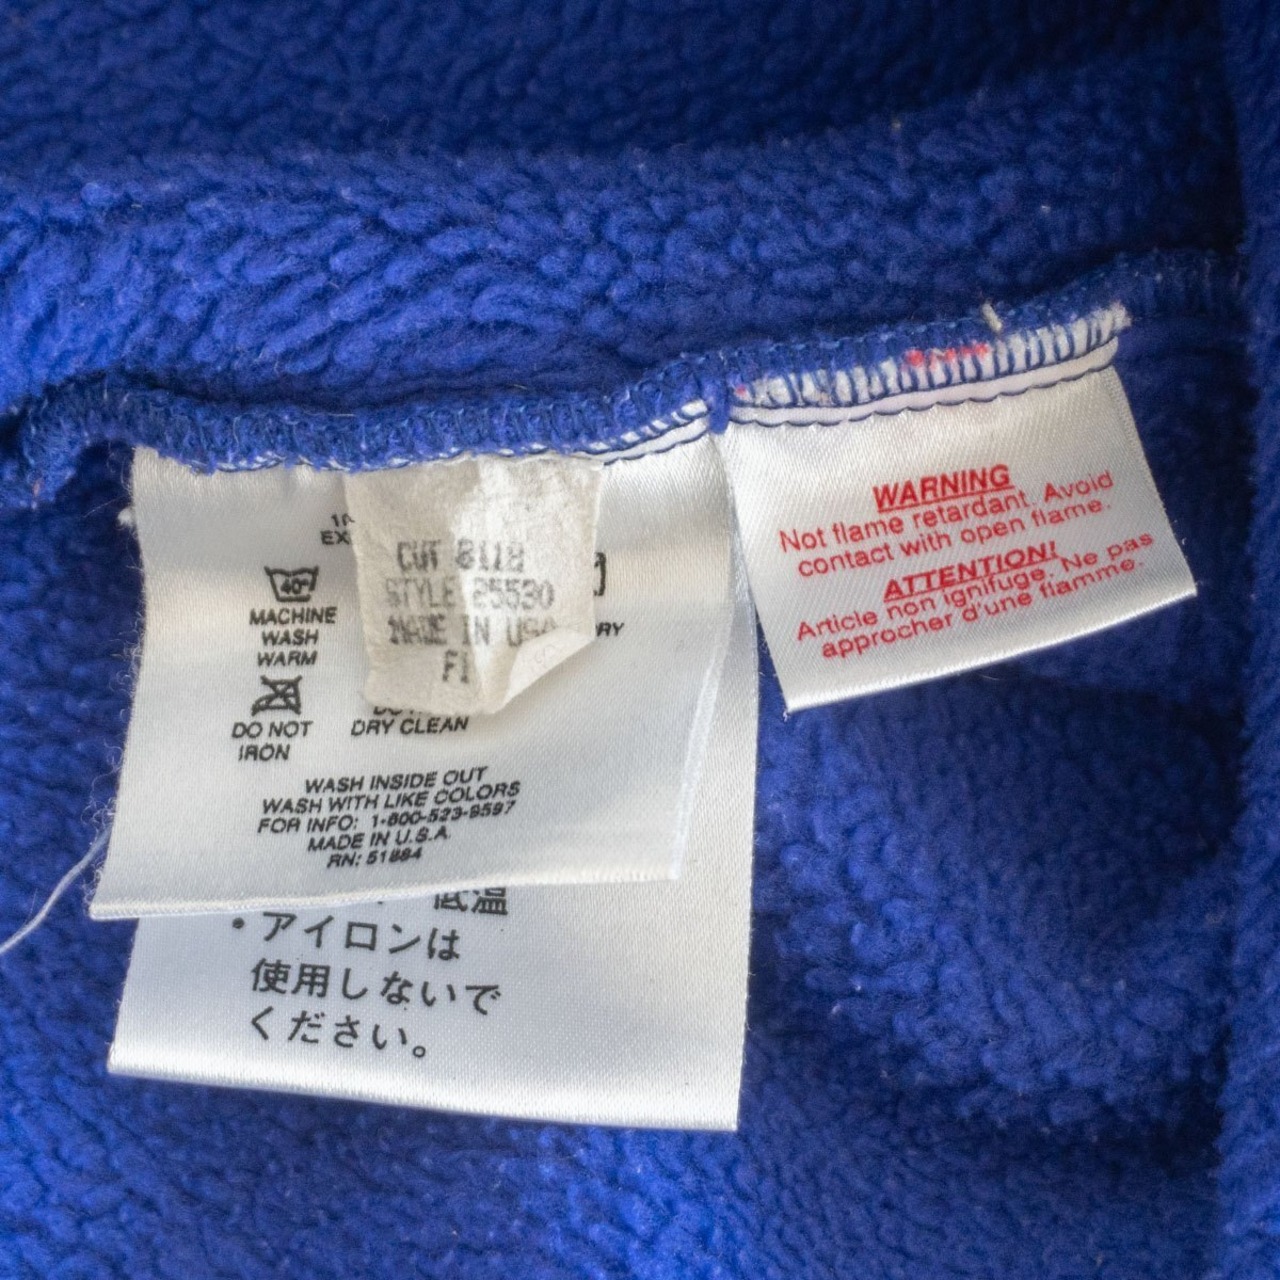 CUT 8118
STYLE 25530
MADE IN USA
40°
MACHINE
WASH
WARM
DO NOT
IRON
DRY CLEAN
WASH INSIDE OUT
WASH WITH LIKE COLORS
FOR INFO: 1-800-523-9597
MADE IN U.S.A
RN: 51884
低温
・アイロンは
使用しないで
ください。
WARNING
Not flame retardant. Avoid
contact with open flame.
ATTENTION!
Article non ignifuge. Ne pas
approcher d'une flamme.